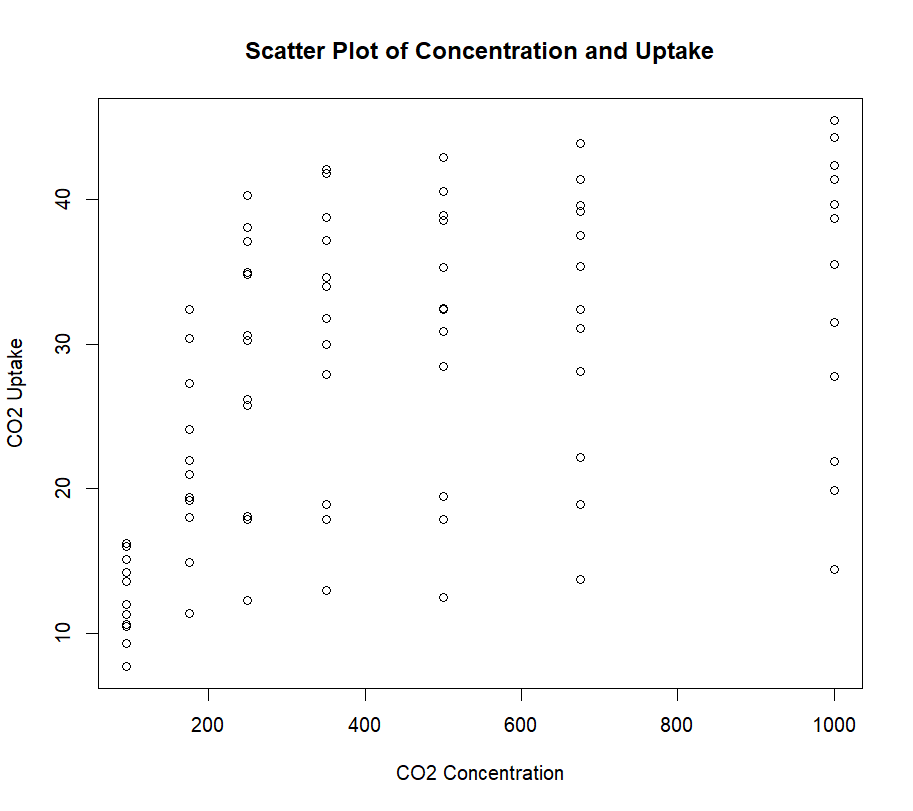 Scatter Plot of Concentration and Uptake
CO2 Uptake
40
30
20
10
200 400 600 800 1000
CO2 Concentration